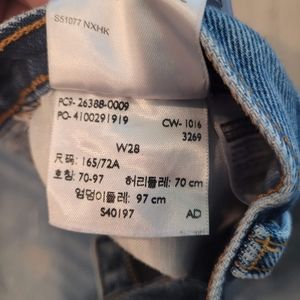 S51077 NXHK
PC9- 26388-0009
PO- 4100291919 CW- 1016
3269
W28
尺码: 165/72A
호칭: 70-97 허리둘레: 70 cm
엉덩이둘레: 97 cm
S40197 AD